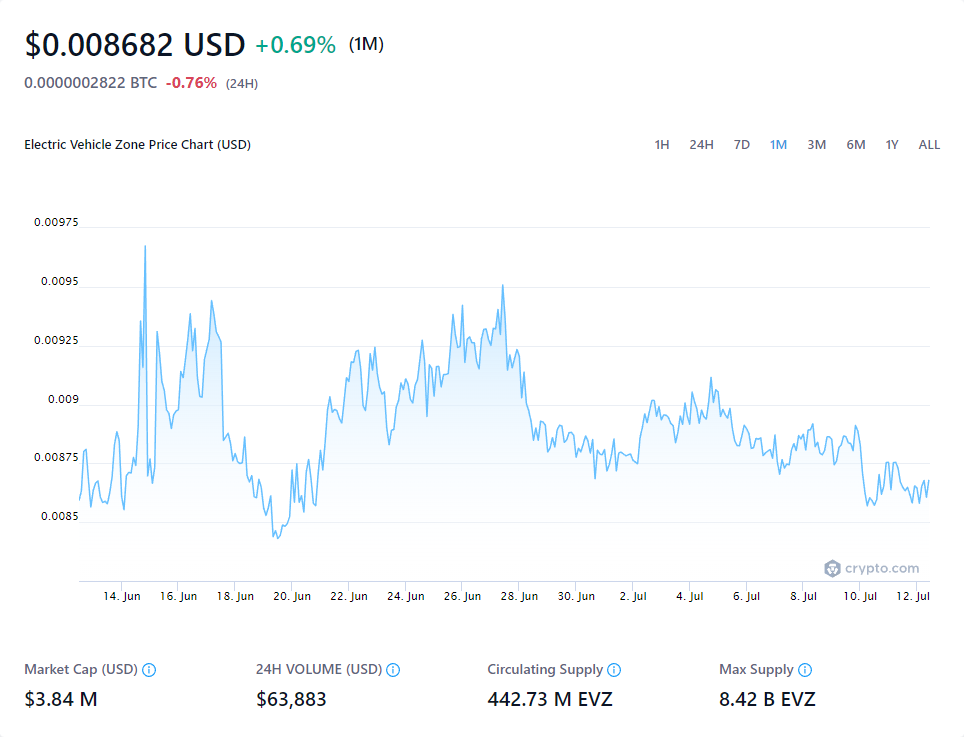 $0.008682 USD +0.69% (1M)
0.0000002822 BTC -0.76% (24H)
Electric Vehicle Zone Price Chart (USD) 1H 24H 7D 1M 3M 6M 1Y ALL
0.00975
0.0095
0.00925
0.009
0.00875
0.0085
crypto.com
14. Jun 16. Jun 18. Jun 20. Jun 22. Jun 24. Jun 26. Jun 28. Jun 30. Jun 2. Jul 4. Jul 6. Jul 8. Jul 10. Jul 12. Jul
Market Cap (USD) 24H VOLUME (USD) Circulating Supply Max Supply
$3.84 M $63,883 442.73 M EVZ 8.42 B EVZ